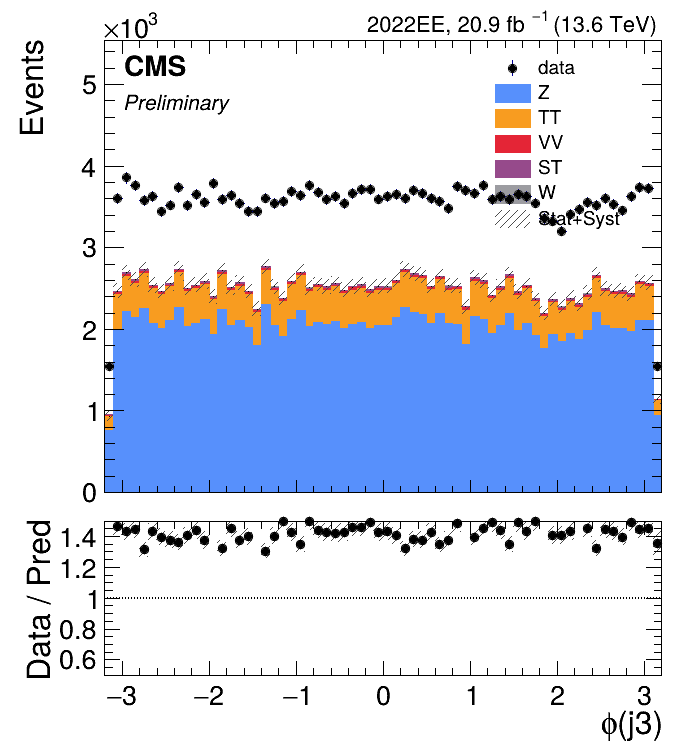 ×10³
2022EE, 20.9 fb ⁻¹ (13.6 TeV)
Events
CMS
Preliminary
data
Z
TT
VV
ST
W
Stat+Syst
5
4
3
2
1
0
Data / Pred
1.4
1.2
1
0.8
0.6
−3 −2 −1 0 1 2 3
ϕ(j3)